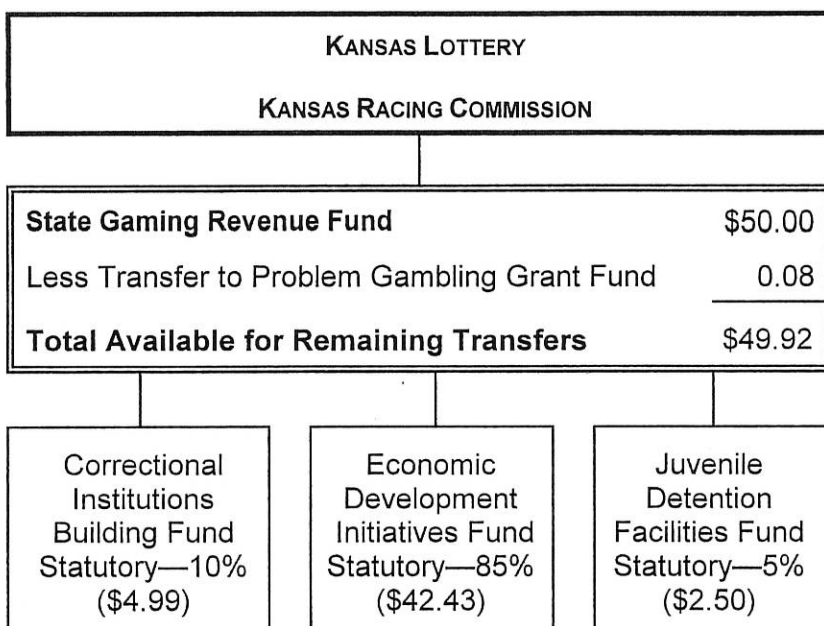 KANSAS LOTTERY
KANSAS RACING COMMISSION
State Gaming Revenue Fund $50.00
Less Transfer to Problem Gambling Grant Fund 0.08
Total Available for Remaining Transfers $49.92
Correctional
Institutions
Building Fund
Statutory—10%
($4.99)
Economic
Development
Initiatives Fund
Statutory—85%
($42.43)
Juvenile
Detention
Facilities Fund
Statutory—5%
($2.50)